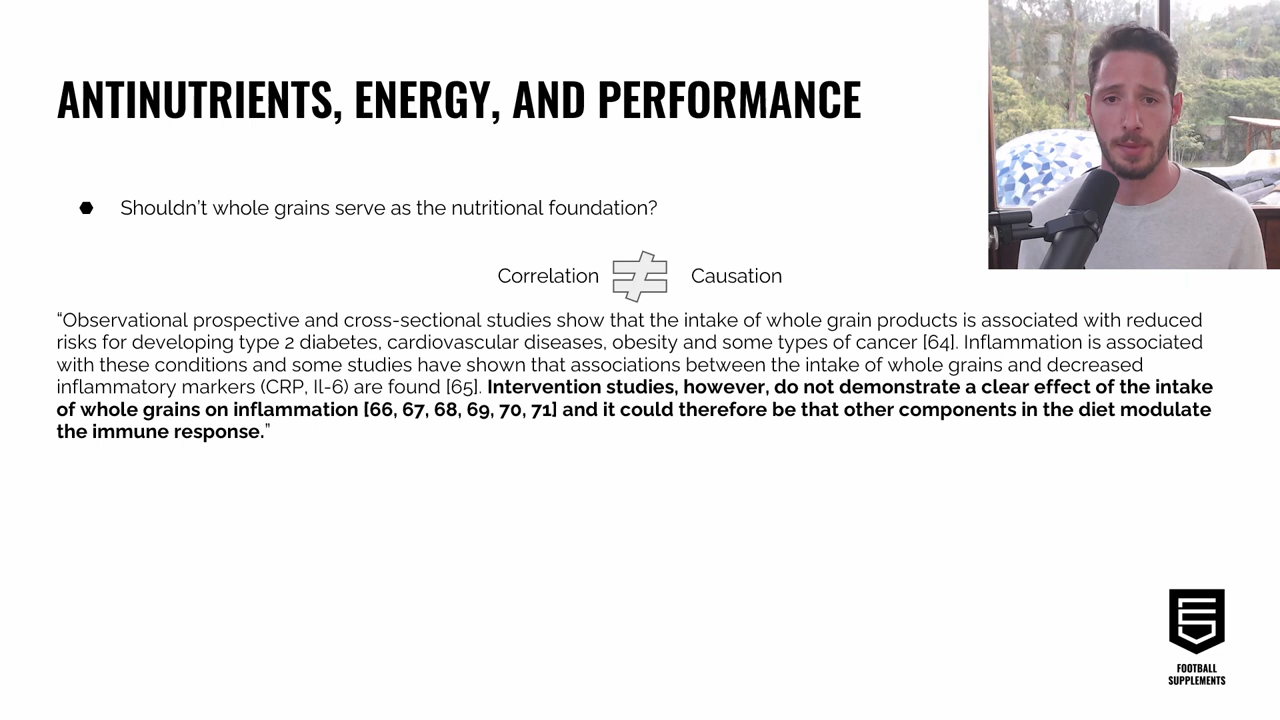 ANTINUTRIENTS, ENERGY, AND PERFORMANCE
Shouldn’t whole grains serve as the nutritional foundation?
Correlation ≠ Causation
“Observational prospective and cross-sectional studies show that the intake of whole grain products is associated with reduced
risks for developing type 2 diabetes, cardiovascular diseases, obesity and some types of cancer [64]. Inflammation is associated
with these conditions and some studies have shown that associations between the intake of whole grains and decreased
inflammatory markers (CRP, Il-6) are found [65]. Intervention studies, however, do not demonstrate a clear effect of the intake
of whole grains on inflammation [66, 67, 68, 69, 70, 71] and it could therefore be that other components in the diet modulate
the immune response.”
FOOTBALL
SUPPLEMENTS